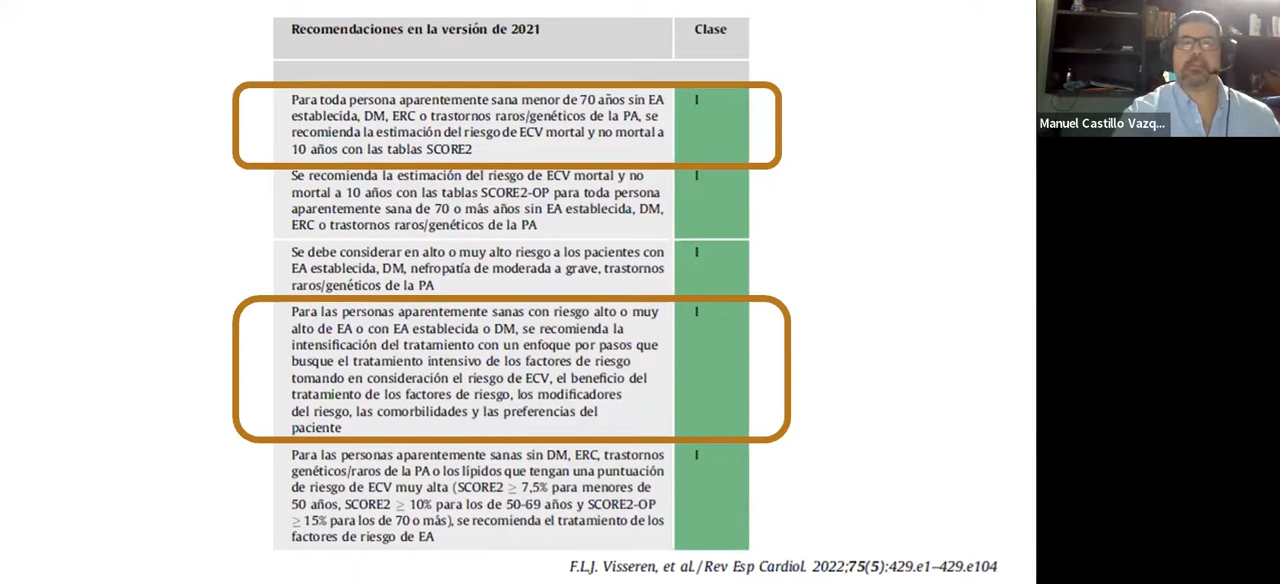 Recomendaciones en la versión de 2021 Clase
Para toda persona aparentemente sana menor de 70 años sin EA I
establecida, DM, ERC o trastornos raros/genéticos de la PA, se
recomienda la estimación del riesgo de ECV mortal y no mortal a
10 años con las tablas SCORE2
Se recomienda la estimación del riesgo de ECV mortal y no I
mortal a 10 años con las tablas SCORE2-OP para toda persona
aparentemente sana de 70 o más años sin EA establecida, DM,
ERC o trastornos raros/genéticos de la PA
Se debe considerar en alto o muy alto riesgo a los pacientes con I
EA establecida, DM, nefropatía de moderada a grave, trastornos
raros/genéticos de la PA
Para las personas aparentemente sanas con riesgo alto o muy I
alto de EA o con EA establecida o DM, se recomienda la
intensificación del tratamiento con un enfoque por pasos que
busque el tratamiento intensivo de los factores de riesgo
tomando en consideración el riesgo de ECV, el beneficio del
tratamiento de los factores de riesgo, los modificadores
del riesgo, las comorbilidades y las preferencias del
paciente
Para las personas aparentemente sanas sin DM, ERC, trastornos I
genéticos/raros de la PA o los lípidos que tengan una puntuación
de riesgo de ECV muy alta (SCORE2 ≥ 7,5% para menores de
50 años, SCORE2 ≥ 10% para los de 50-69 años y SCORE2-OP
≥ 15% para los de 70 o más), se recomienda el tratamiento de los
factores de riesgo de EA
F.L.J. Visseren, et al./Rev Esp Cardiol. 2022;75(5):429.e1–429.e104
Manuel Castillo Vazq...